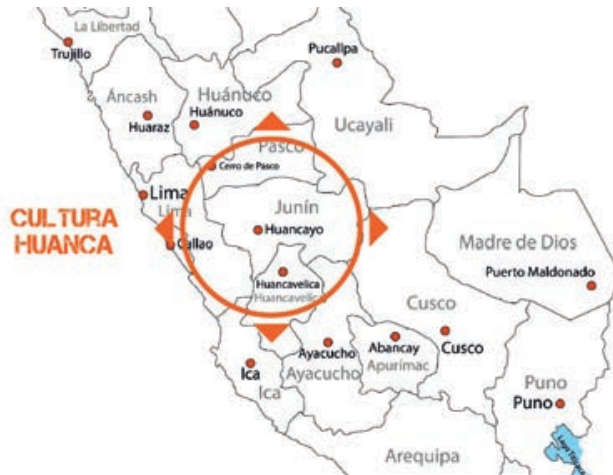 La Libertad
Trujillo
Pucallpa
Áncash
Huánuco
Huánuco
Huaraz
Ucayali
Pasco
Cerro de Pasco
Lima
Lima
CULTURA
HUANCA
Junín
Huancayo
Callao
Madre de Dios
Puerto Maldonado
Huancavelica
Huancavelica
Cusco
Cusco
Ayacucho
Ayacucho
Abancay
Apurímac
Ica
Ica
Puno
Puno
Arequipa